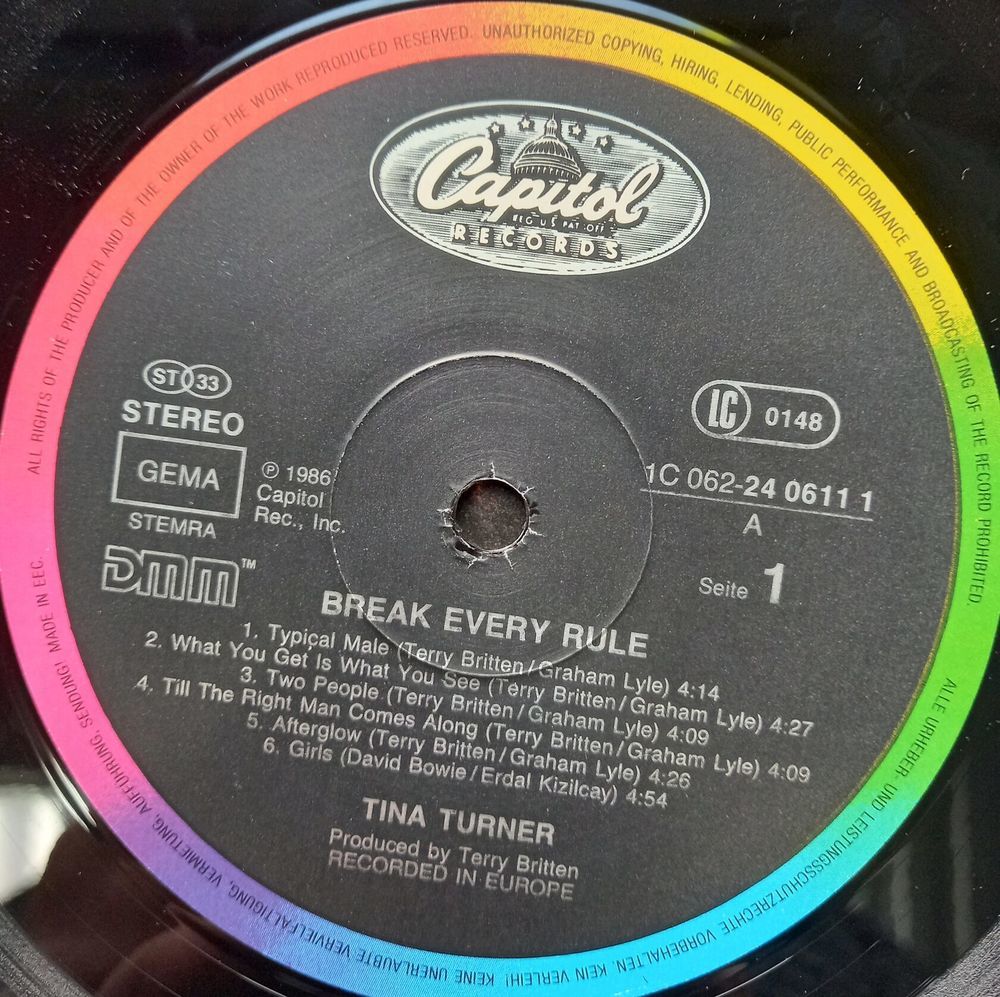 ALL RIGHTS OF THE PRODUCER AND OF THE OWNER OF THE WORK REPRODUCED RESERVED. UNAUTHORIZED COPYING, HIRING, LENDING, PUBLIC PERFORMANCE AND BROADCASTING OF THE RECORD PROHIBITED.
ALLE URHEBER- UND LEISTUNGSSCHUTZRECHTE VORBEHALTEN. KEIN VERLEIH! KEINE UNERLAUBTE VERVIELFÄLTIGUNG, VERMIETUNG, AUFFÜHRUNG, SENDUNG! MADE IN EEC.
Capitol
REG. U.S. PAT. OFF.
RECORDS
ST 33
STEREO
GEMA
STEMRA
DMM™
℗ 1986
Capitol
Rec., Inc.
LC 0148
1C 062-24 0611 1
A
Seite 1
BREAK EVERY RULE
1. Typical Male (Terry Britten/Graham Lyle) 4:14
2. What You Get Is What You See (Terry Britten/Graham Lyle) 4:27
3. Two People (Terry Britten/Graham Lyle) 4:09
4. Till The Right Man Comes Along (Terry Britten/Graham Lyle) 4:09
5. Afterglow (Terry Britten/Graham Lyle) 4:26
6. Girls (David Bowie/Erdal Kizilcay) 4:54
TINA TURNER
Produced by Terry Britten
RECORDED IN EUROPE